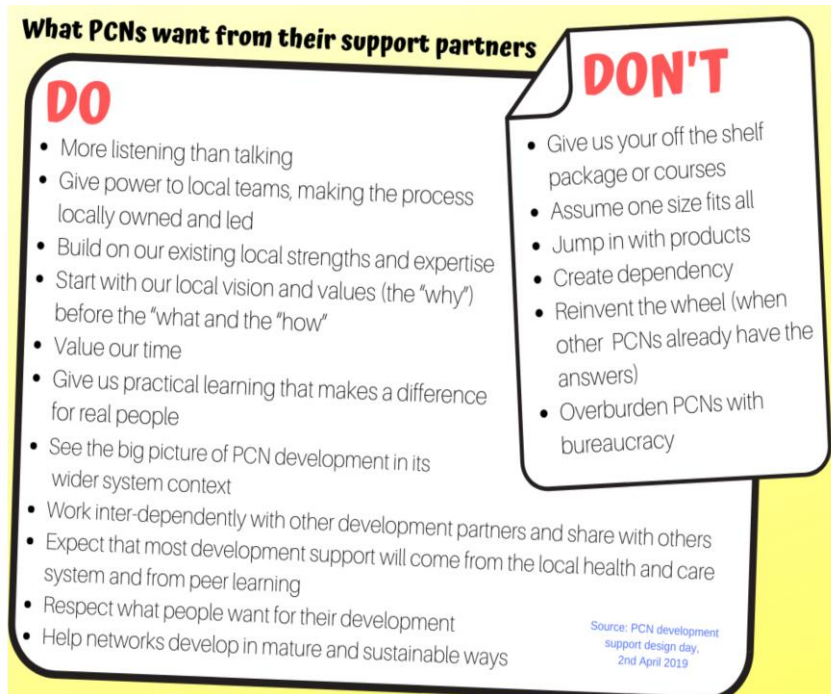 What PCNs want from their support partners
DO
• More listening than talking
• Give power to local teams, making the process
locally owned and led
• Build on our existing local strengths and expertise
• Start with our local vision and values (the "why")
before the "what and the "how"
• Value our time
• Give us practical learning that makes a difference
for real people
• See the big picture of PCN development in its
wider system context
• Work inter-dependently with other development partners and share with others
• Expect that most development support will come from the local health and care
system and from peer learning
• Respect what people want for their development
• Help networks develop in mature and sustainable ways
DON'T
• Give us your off the shelf
package or courses
• Assume one size fits all
• Jump in with products
• Create dependency
• Reinvent the wheel (when
other PCNs already have the
answers)
• Overburden PCNs with
bureaucracy
Source: PCN development
support design day,
2nd April 2019